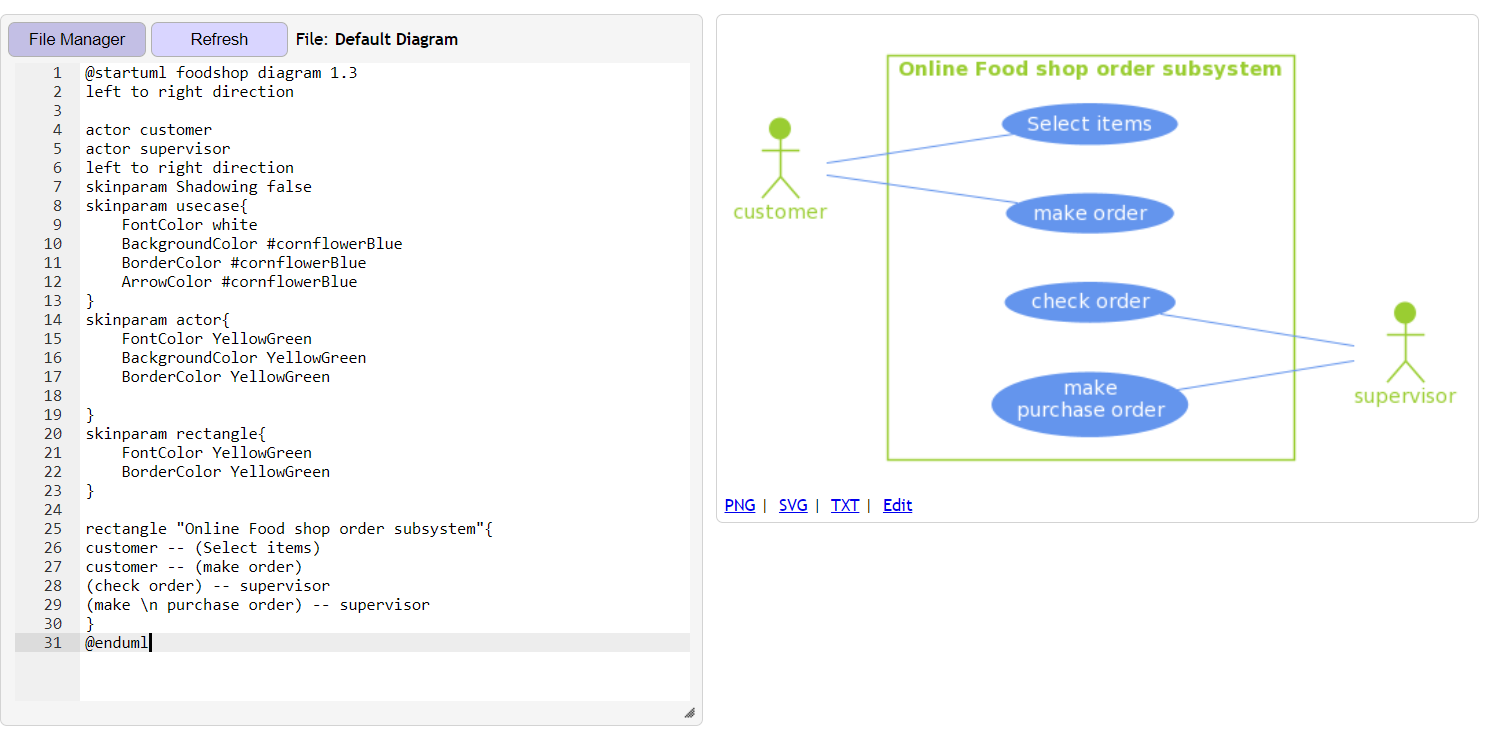 File Manager Refresh File: Default Diagram
1 @startuml foodshop diagram 1.3
2 left to right direction
3
4 actor customer
5 actor supervisor
6 left to right direction
7 skinparam Shadowing false
8 skinparam usecase{
9     FontColor white
10     BackgroundColor #cornflowerBlue
11     BorderColor #cornflowerBlue
12     ArrowColor #cornflowerBlue
13 }
14 skinparam actor{
15     FontColor YellowGreen
16     BackgroundColor YellowGreen
17     BorderColor YellowGreen
18
19 }
20 skinparam rectangle{
21     FontColor YellowGreen
22     BorderColor YellowGreen
23 }
24
25 rectangle "Online Food shop order subsystem"{
26 customer -- (Select items)
27 customer -- (make order)
28 (check order) -- supervisor
29 (make \n purchase order) -- supervisor
30 }
31 @enduml
Online Food shop order subsystem
Select items
customer
make order
check order
make
purchase order
supervisor
PNG | SVG | TXT | Edit